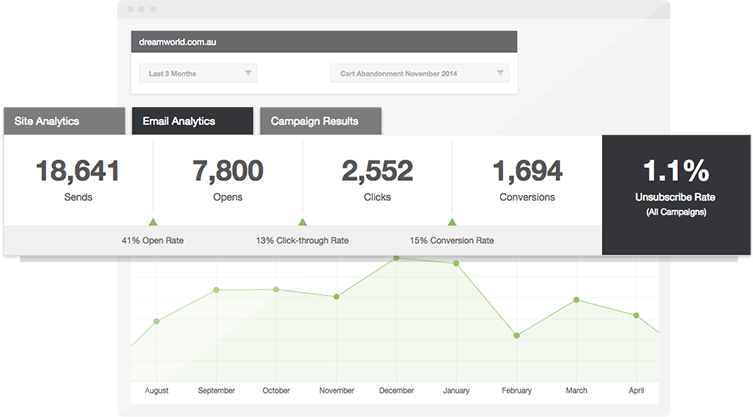 dreamworld.com.au
Last 3 Months Cart Abandonment November 2014
Site Analytics Email Analytics Campaign Results
18,641 7,800 2,552 1,694 1.1%
Sends Opens Clicks Conversions Unsubscribe Rate
(All Campaigns)
41% Open Rate 13% Click-through Rate 15% Conversion Rate
August September October November December January February March April